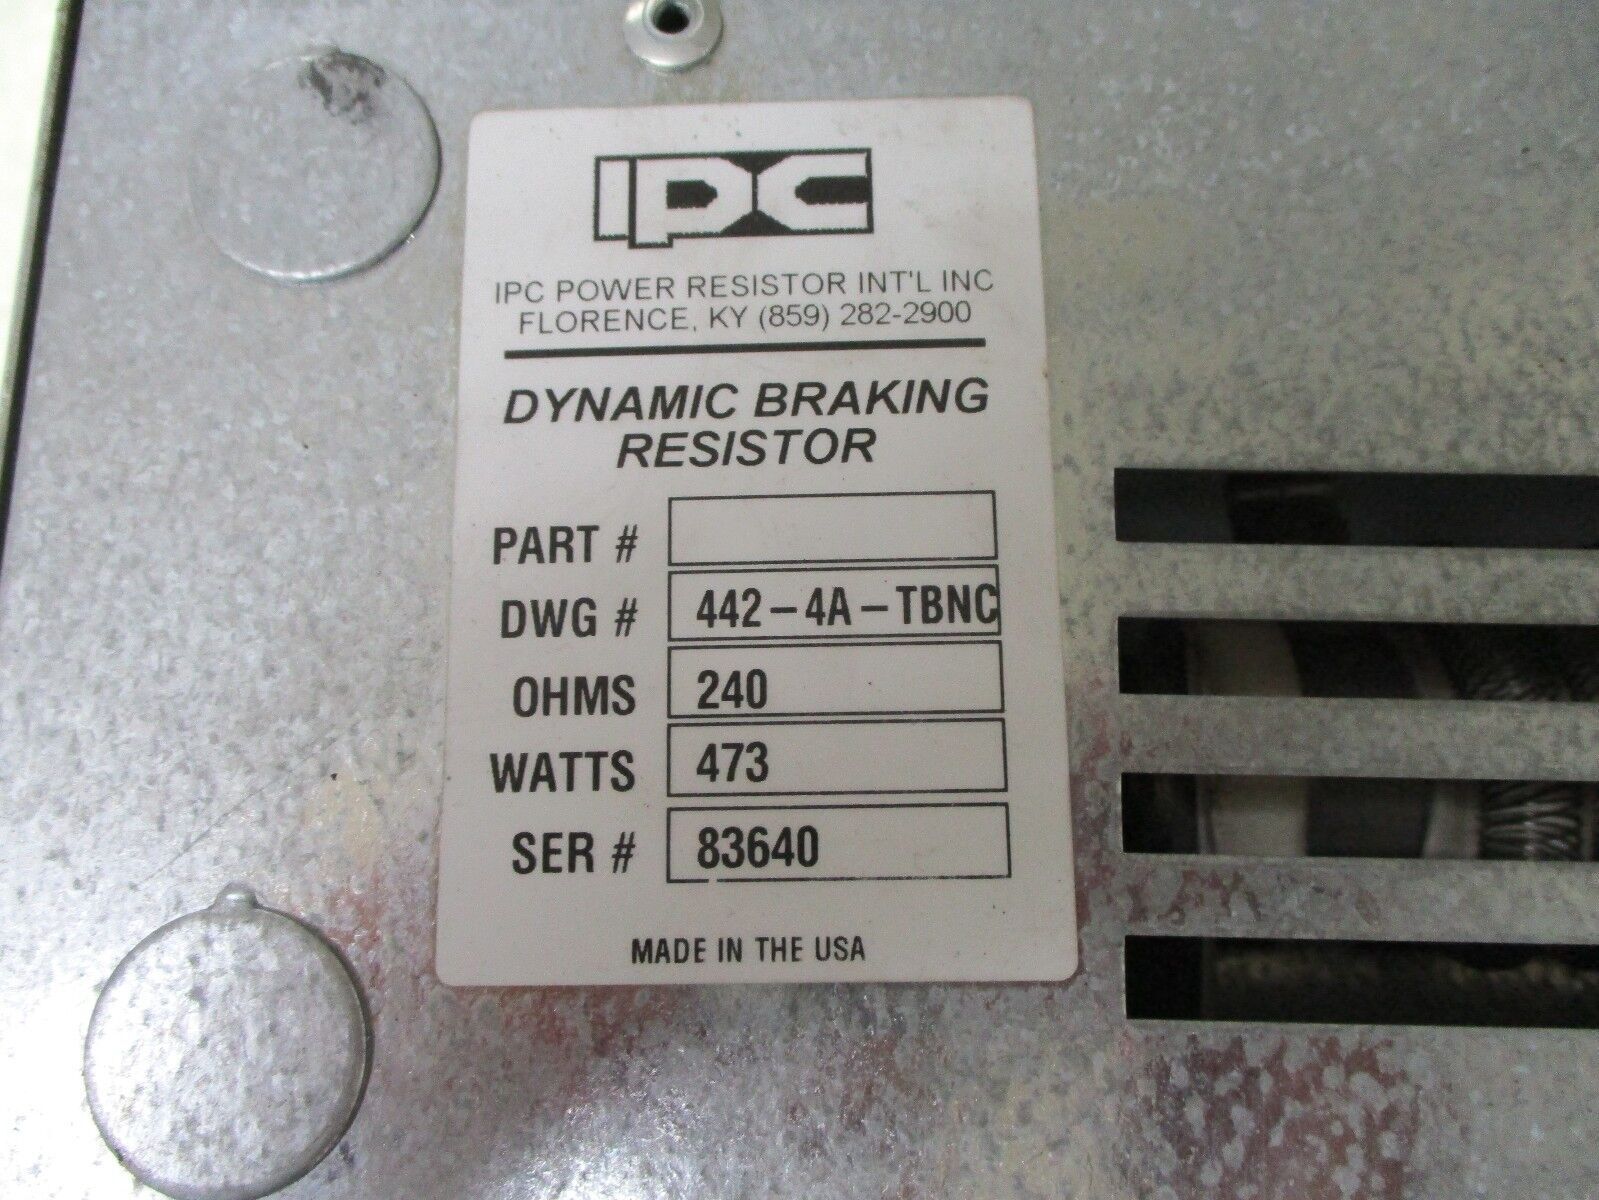 IPC
IPC POWER RESISTOR INT'L INC
FLORENCE, KY (859) 282-2900
DYNAMIC BRAKING
RESISTOR
PART #
DWG # 442-4A-TBNC
OHMS 240
WATTS 473
SER # 83640
MADE IN THE USA